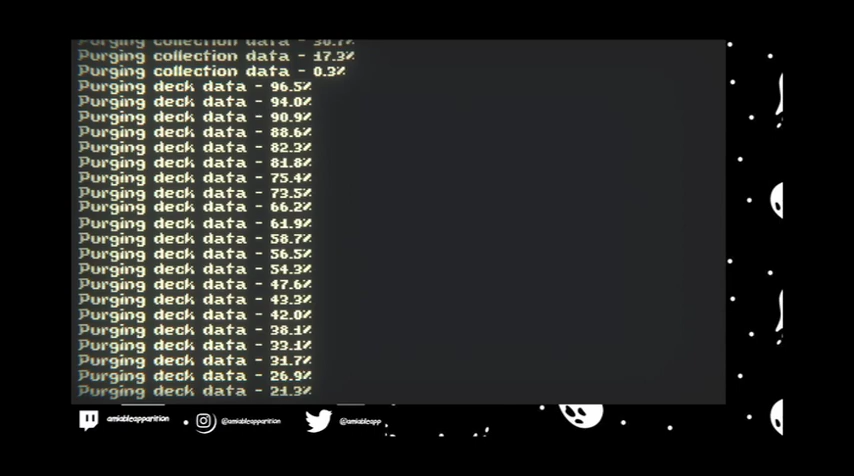 Purging collection data - 30.7%
Purging collection data - 17.3%
Purging collection data - 0.3%
Purging deck data - 96.5%
Purging deck data - 94.0%
Purging deck data - 90.9%
Purging deck data - 88.6%
Purging deck data - 82.3%
Purging deck data - 81.8%
Purging deck data - 75.4%
Purging deck data - 73.5%
Purging deck data - 66.2%
Purging deck data - 61.9%
Purging deck data - 58.7%
Purging deck data - 56.5%
Purging deck data - 54.3%
Purging deck data - 47.6%
Purging deck data - 43.3%
Purging deck data - 42.0%
Purging deck data - 38.1%
Purging deck data - 33.1%
Purging deck data - 31.7%
Purging deck data - 26.9%
Purging deck data - 21.3%
amiableapparition @amiableapparition @amiableapp